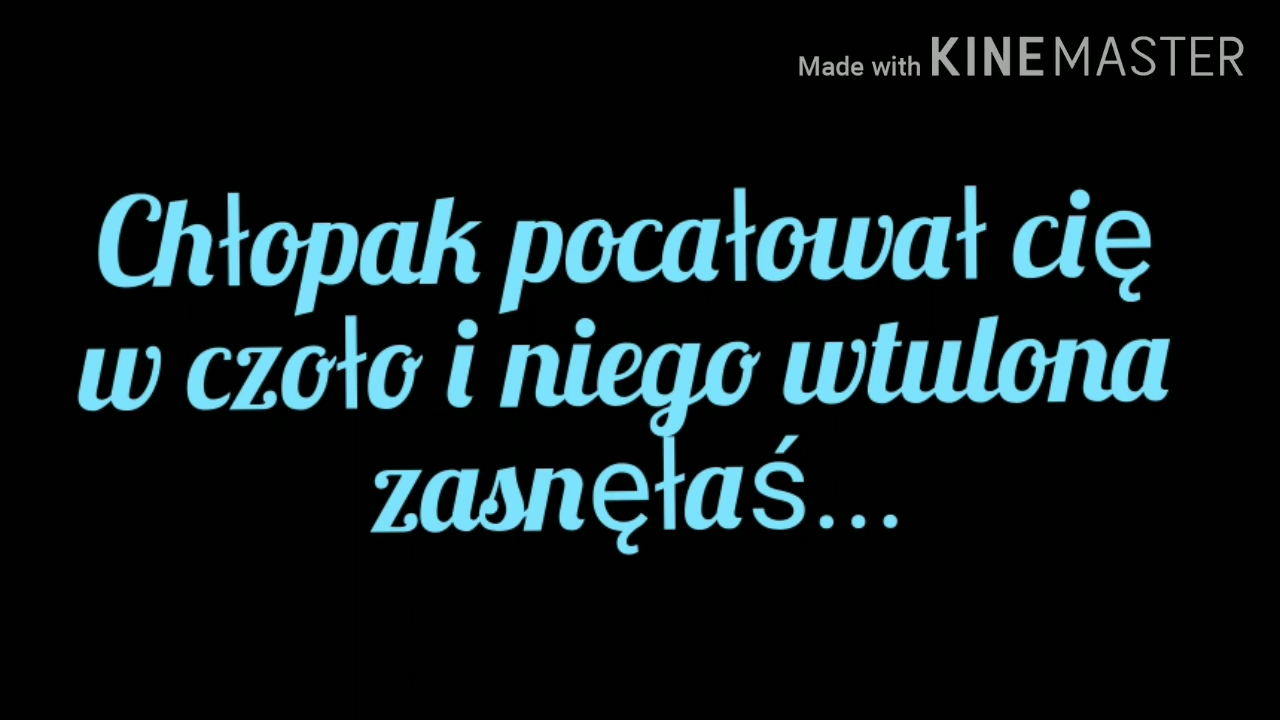 Made with KINEMASTER
Chłopak pocałował cię
w czoło i niego wtulona
zasnęłaś...